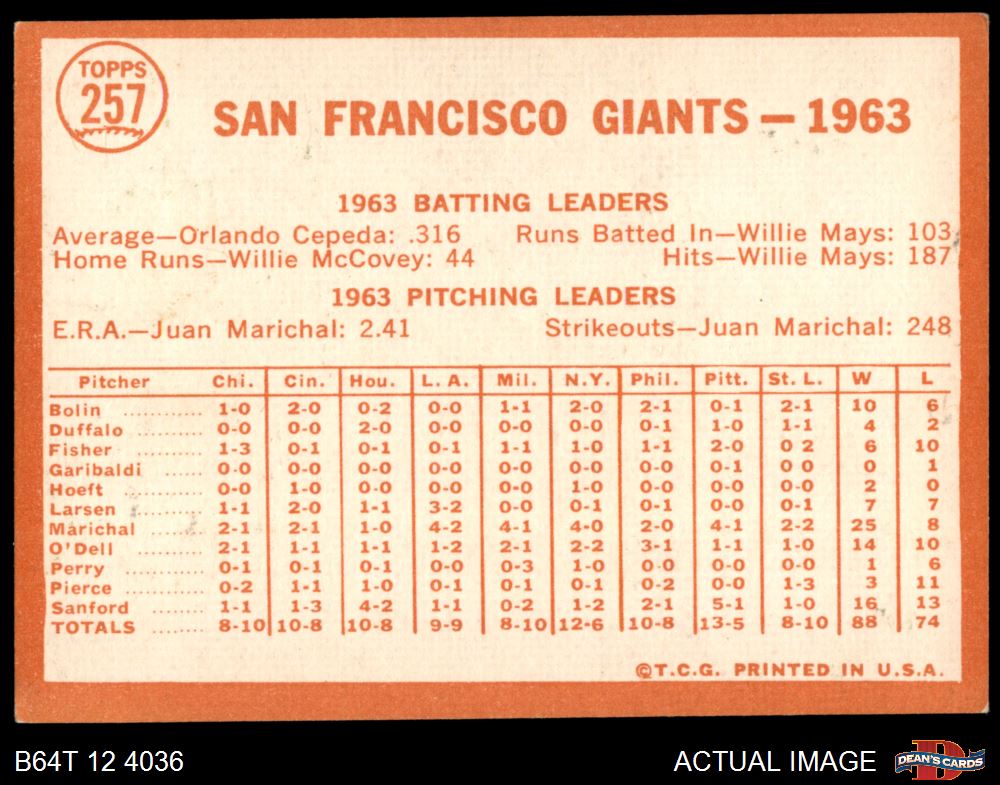 TOPPS
257
SAN FRANCISCO GIANTS — 1963
1963 BATTING LEADERS
Average—Orlando Cepeda: .316 Runs Batted In—Willie Mays: 103
Home Runs—Willie McCovey: 44 Hits—Willie Mays: 187
1963 PITCHING LEADERS
E.R.A.—Juan Marichal: 2.41 Strikeouts—Juan Marichal: 248
Pitcher Chi. Cin. Hou. L. A. Mil. N.Y. Phil. Pitt. St. L. W L
Bolin ........... 1-0 2-0 0-2 0-0 1-1 2-0 2-1 0-1 2-1 10 6
Duffalo ......... 0-0 0-0 2-0 0-0 0-0 0-0 0-1 1-0 1-1 4 2
Fisher .......... 1-3 0-1 0-1 0-1 1-1 1-0 1-1 2-0 0 2 6 10
Garibaldi ...... 0-0 0-0 0-0 0-0 0-0 0-0 0-0 0-1 0 0 0 1
Hoeft ............ 0-0 1-0 0-0 0-0 0-0 1-0 0-0 0-0 0-0 2 0
Larsen .......... 1-1 2-0 1-1 3-2 0-0 0-1 0-1 0-0 0-1 7 7
Marichal ....... 2-1 2-1 1-0 4-2 4-1 4-0 2-0 4-1 2-2 25 8
O'Dell .......... 2-1 1-1 1-1 1-2 2-1 2-2 3-1 1-1 1-0 14 10
Perry ............ 0-1 0-1 0-1 0-0 0-3 1-0 0-0 0-0 0-0 1 6
Pierce .......... 0-2 1-1 1-0 0-1 0-1 0-1 0-2 0-0 1-3 3 11
Sanford ........ 1-1 1-3 4-2 1-1 0-2 1-2 2-1 5-1 1-0 16 13
TOTALS ........ 8-10 10-8 10-8 9-9 8-10 12-6 10-8 13-5 8-10 88 74
©T.C.G. PRINTED IN U.S.A.
B64T 12 4036 ACTUAL IMAGE DEAN'S CARDS